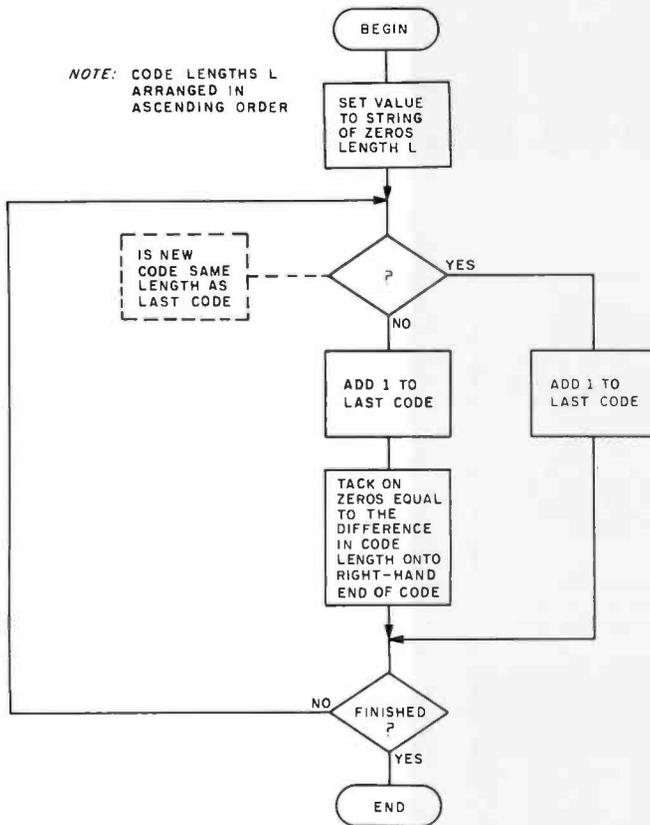 BEGIN
NOTE: CODE LENGTHS L
ARRANGED IN
ASCENDING ORDER
SET VALUE
TO STRING
OF ZEROS
LENGTH L
IS NEW
CODE SAME
LENGTH AS
LAST CODE
?
YES
NO
ADD 1 TO
LAST CODE
ADD 1 TO
LAST CODE
TACK ON
ZEROS EQUAL
TO THE
DIFFERENCE
IN CODE
LENGTH ONTO
RIGHT-HAND
END OF CODE
NO
FINISHED
?
YES
END